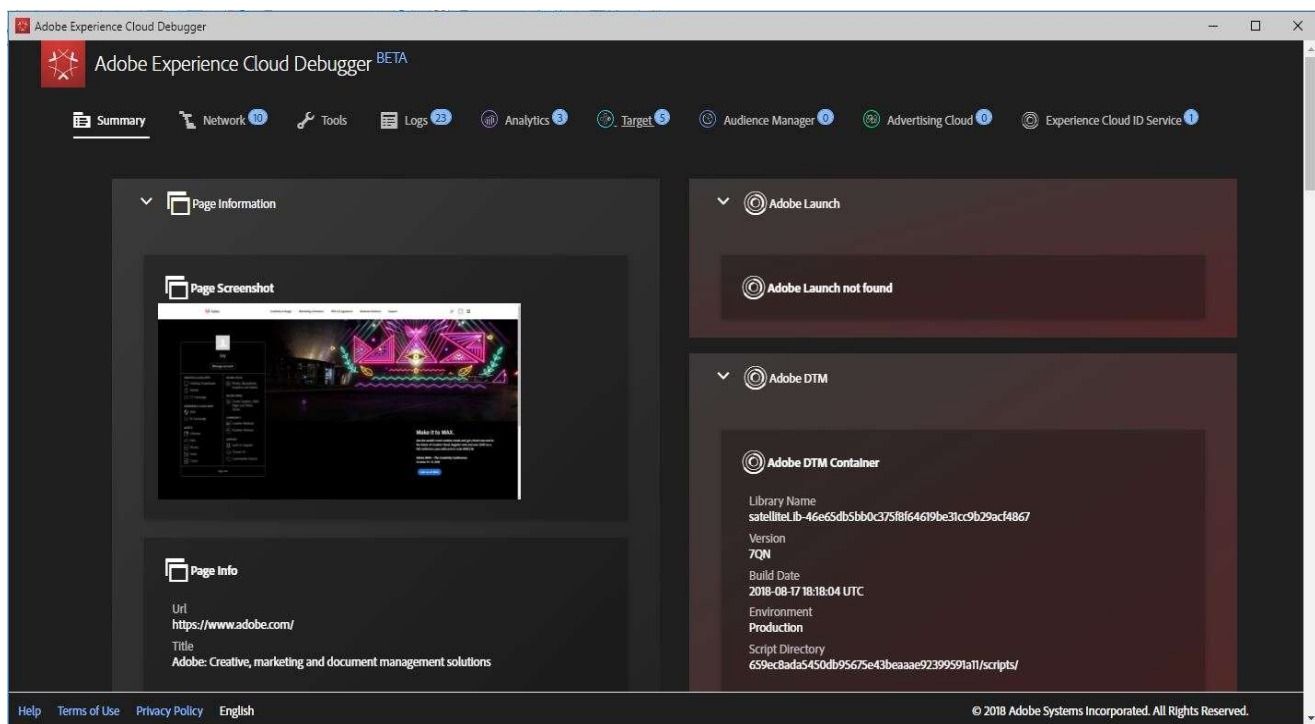 Adobe Experience Cloud Debugger
Adobe Experience Cloud Debugger BETA
Summary Network 10 Tools Logs 23 Analytics 3 Target 5 Audience Manager 0 Advertising Cloud 0 Experience Cloud ID Service 1
Page Information
Page Screenshot
Make it to MAX.
Page Info
Url
https://www.adobe.com/
Title
Adobe: Creative, marketing and document management solutions
Adobe Launch
Adobe Launch not found
Adobe DTM
Adobe DTM Container
Library Name
satelliteLib-46e65db5bb0c375f8f64619be31cc9b29acf4867
Version
7QN
Build Date
2018-08-17 18:18:04 UTC
Environment
Production
Script Directory
659ec8ada5450db95675e43beaaae92399591a11/scripts/
Help Terms of Use Privacy Policy English © 2018 Adobe Systems Incorporated. All Rights Reserved.